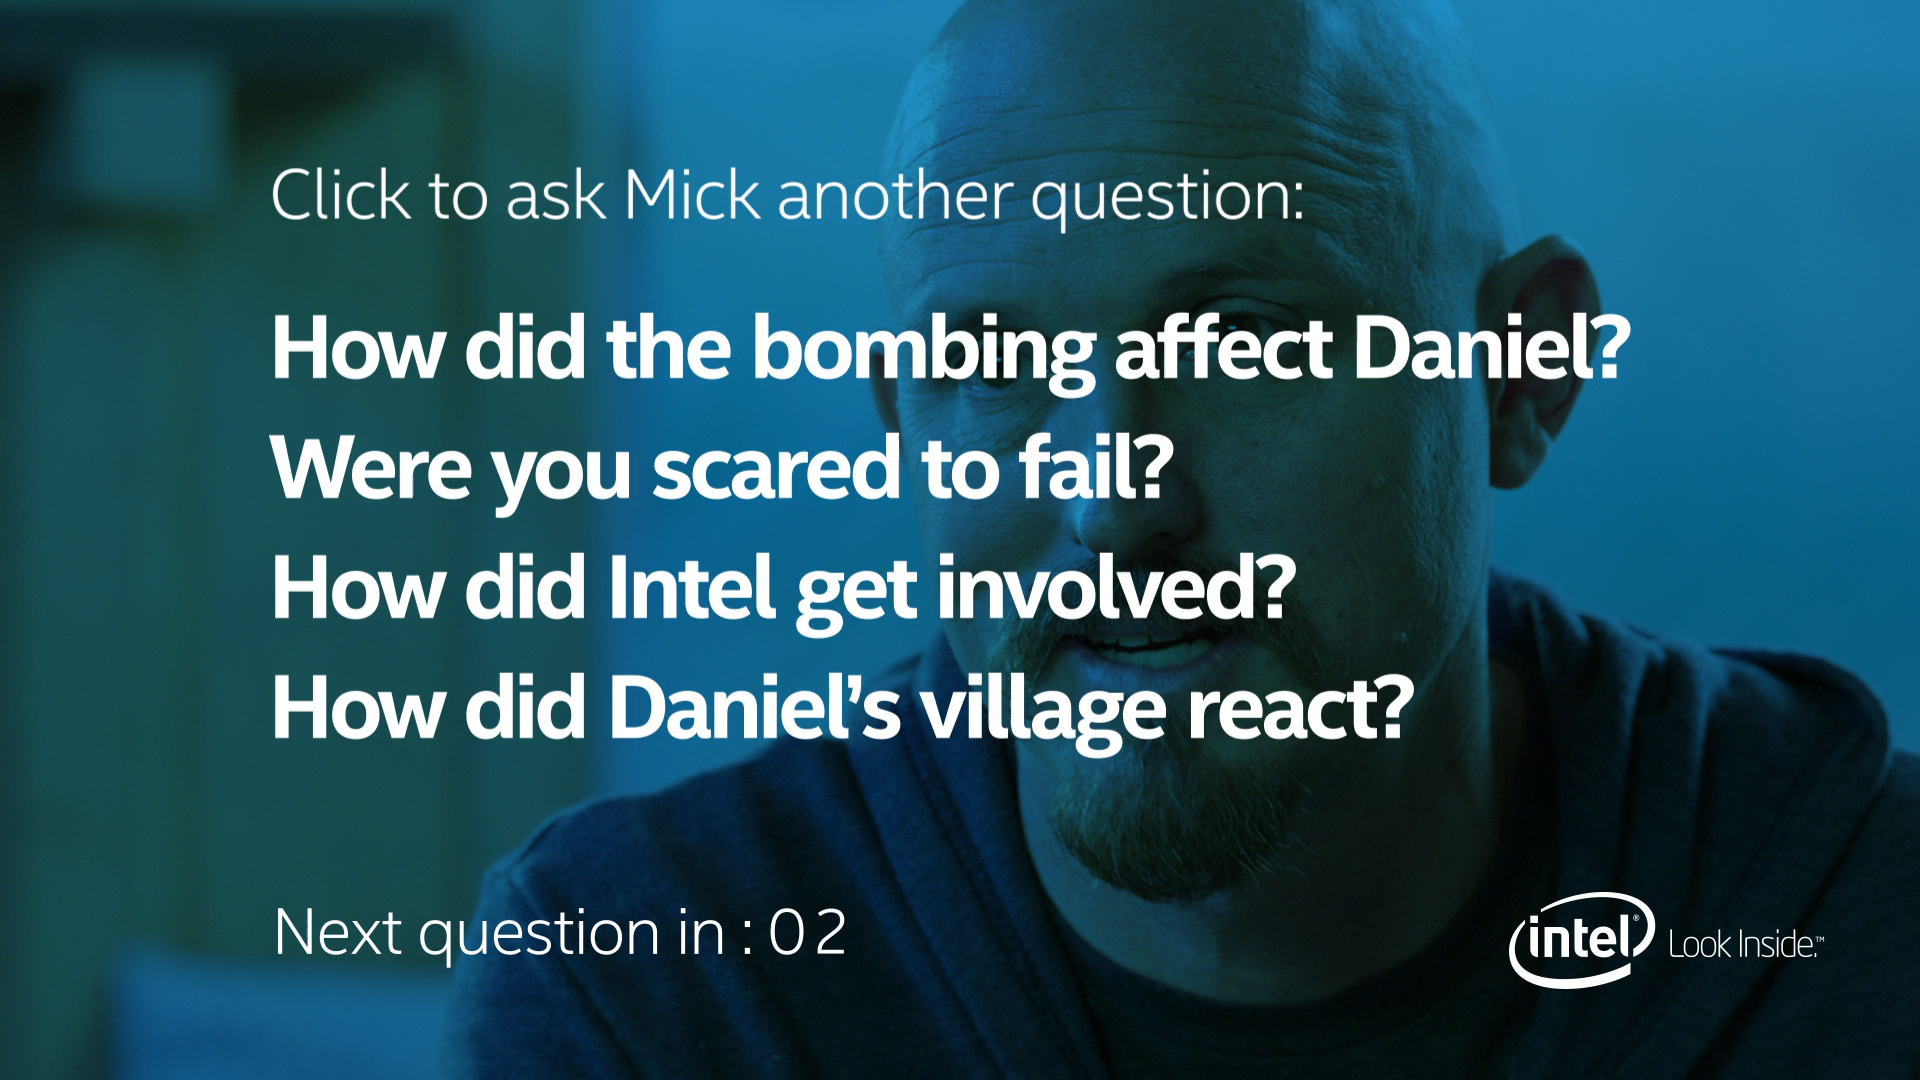 Click to ask Mick another question:
How did the bombing affect Daniel?
Were you scared to fail?
How did Intel get involved?
How did Daniel’s village react?
Next question in : 02
intel® Look Inside.™